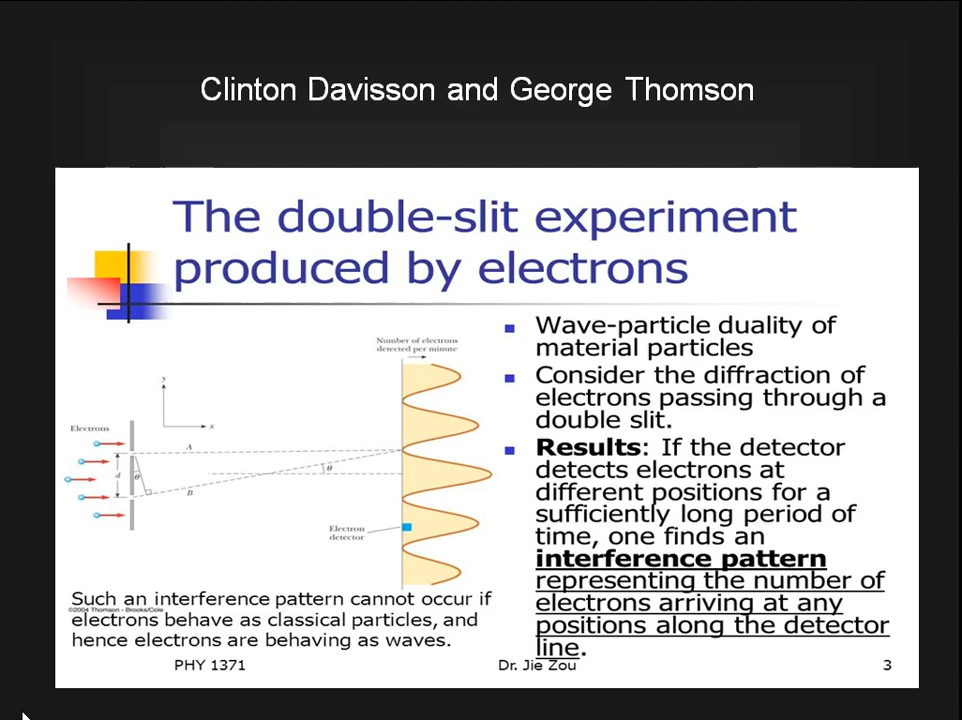 Clinton Davisson and George Thomson
The double-slit experiment
produced by electrons
Number of electrons
detected per minute
y
x
Electrons
A
θ
d
θ
B
Electron
detector
Such an interference pattern cannot occur if
©2004 Thomson - Brooks/Cole
electrons behave as classical particles, and
hence electrons are behaving as waves.
Wave-particle duality of
material particles
Consider the diffraction of
electrons passing through a
double slit.
Results: If the detector
detects electrons at
different positions for a
sufficiently long period of
time, one finds an
interference pattern
representing the number of
electrons arriving at any
positions along the detector
line.
PHY 1371
Dr. Jie Zou
3